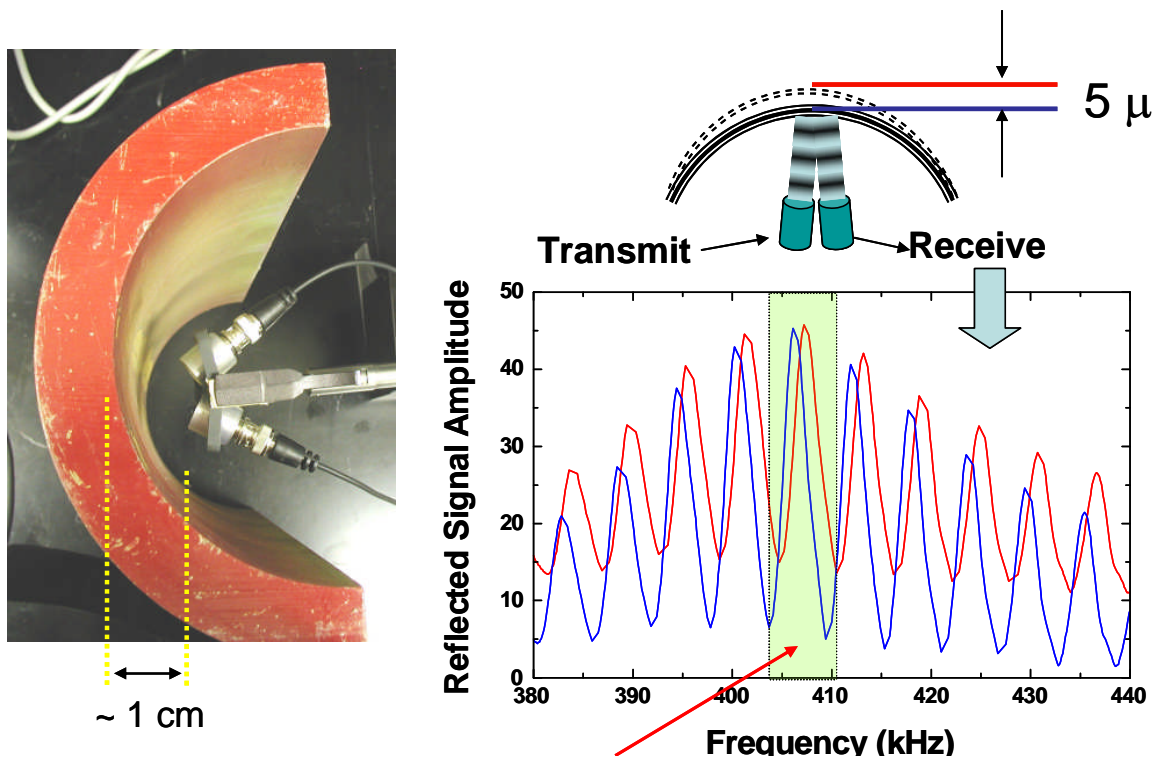 5 μ
Transmit
Receive
Reflected Signal Amplitude
50
40
30
20
10
0
380
390
400
410
420
430
440
Frequency (kHz)
~ 1 cm